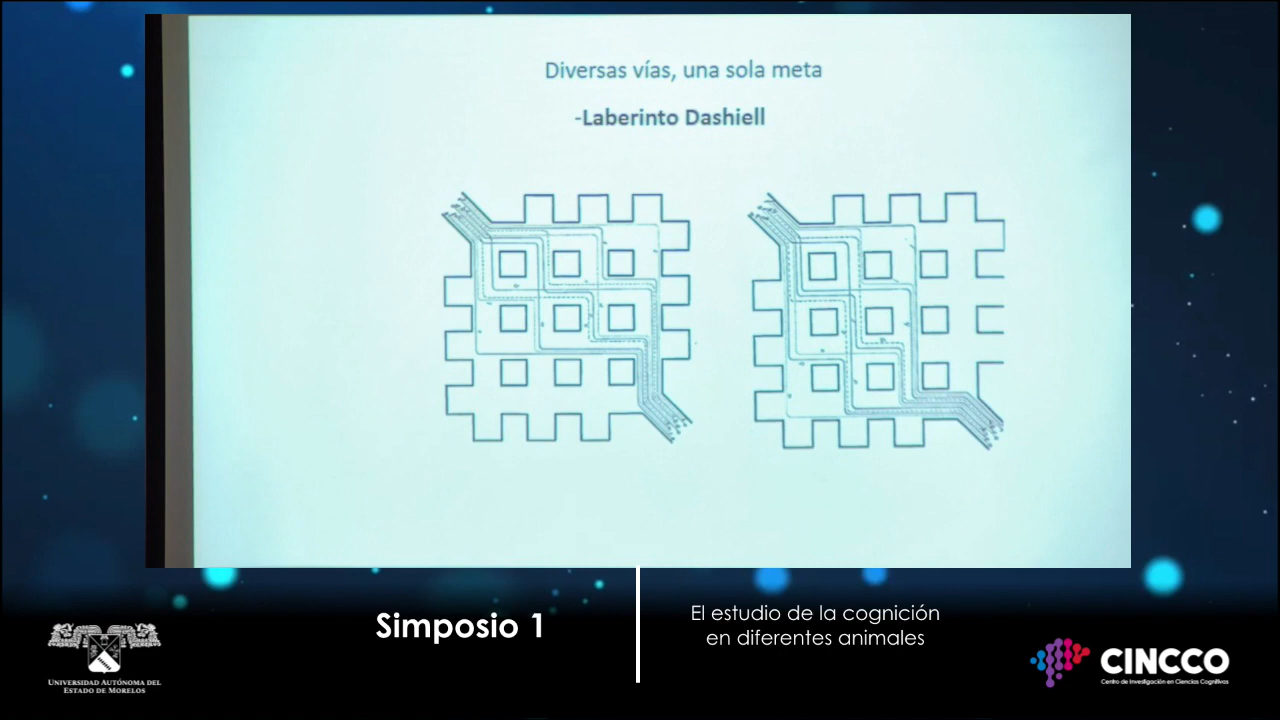 Diversas vías, una sola meta
-Laberinto Dashiell
Simposio 1
El estudio de la cognición
en diferentes animales
UNIVERSIDAD AUTÓNOMA DEL
ESTADO DE MORELOS
CINCCO
Centro de Investigación en Ciencias Cognitivas